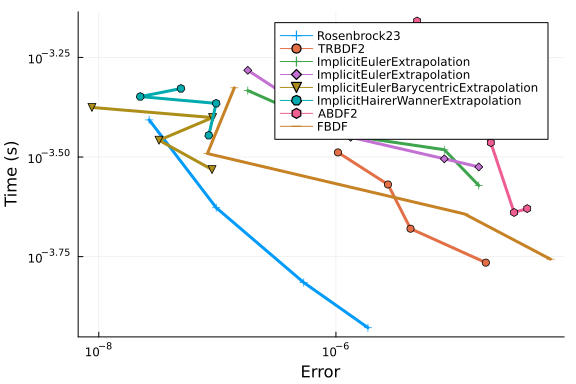 10^-3.25
10^-3.50
10^-3.75
Time (s)
Rosenbrock23
TRBDF2
ImplicitEulerExtrapolation
ImplicitEulerExtrapolation
ImplicitEulerBarycentricExtrapolation
ImplicitHairerWannerExtrapolation
ABDF2
FBDF
10^-8
10^-6
Error